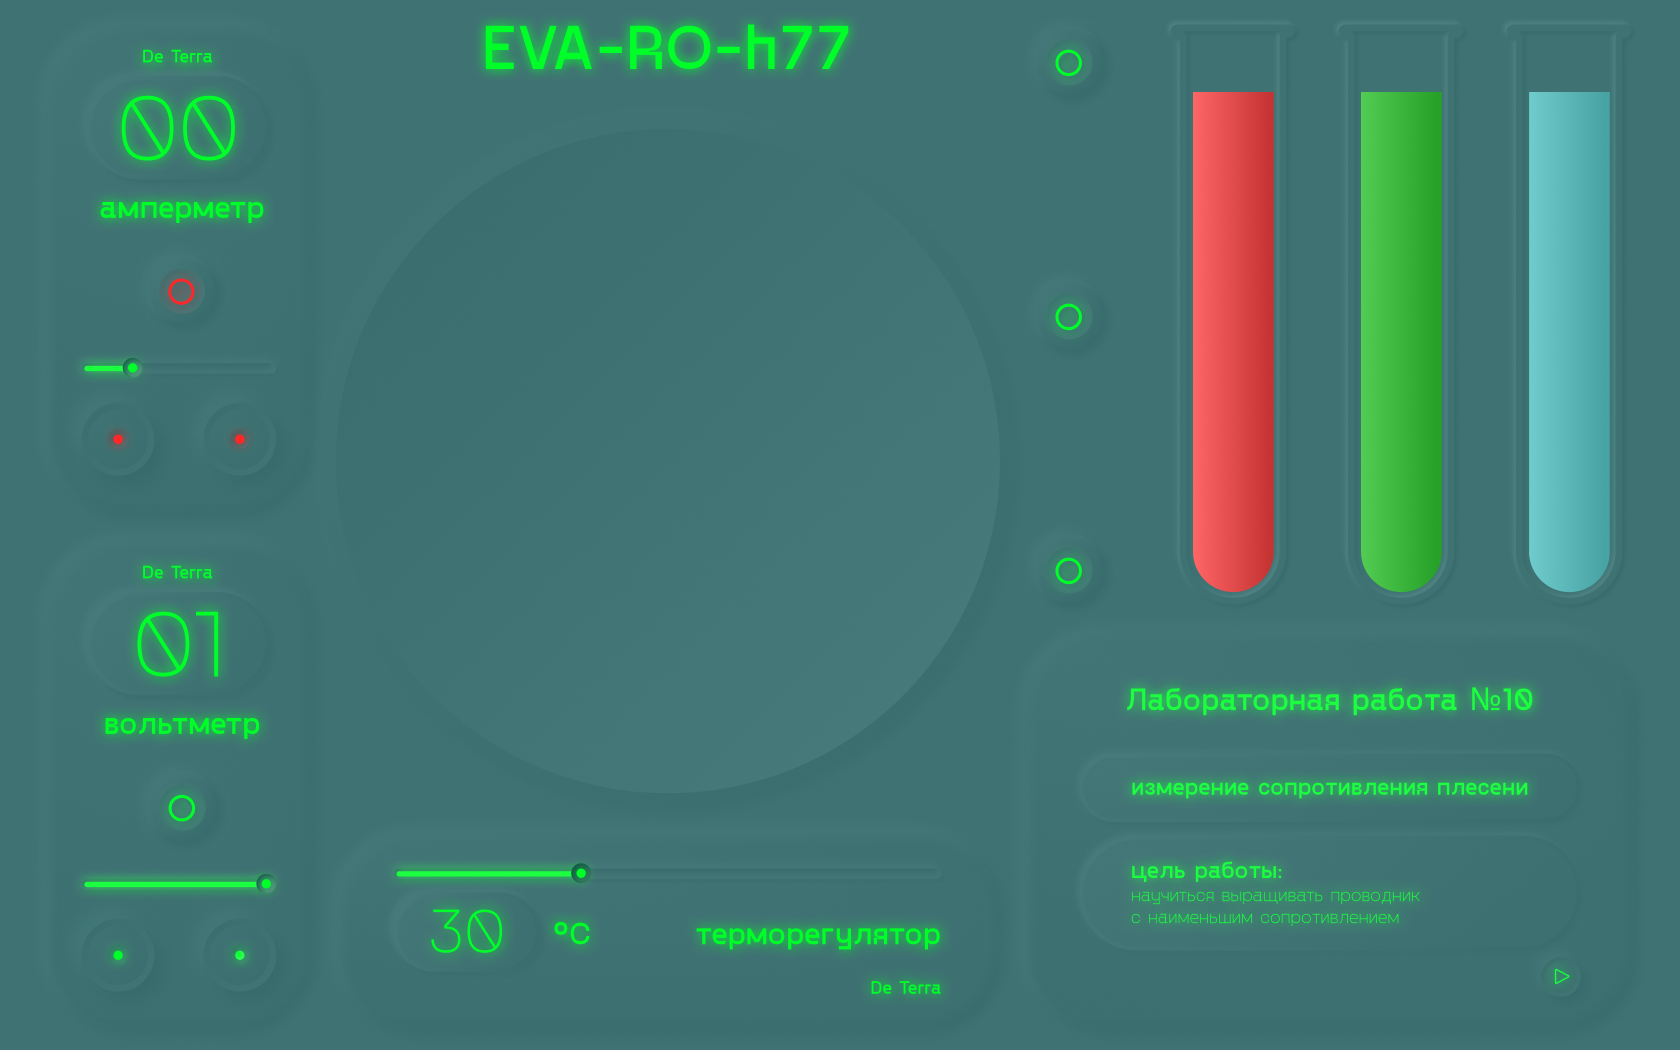 EVA-RO-h77
De Terra
00
амперметр
De Terra
01
вольтметр
30 °C
терморегулятор
De Terra
Лабораторная работа №10
измерение сопротивления плесени
цель работы:
научиться выращивать проводник
с наименьшим сопротивлением